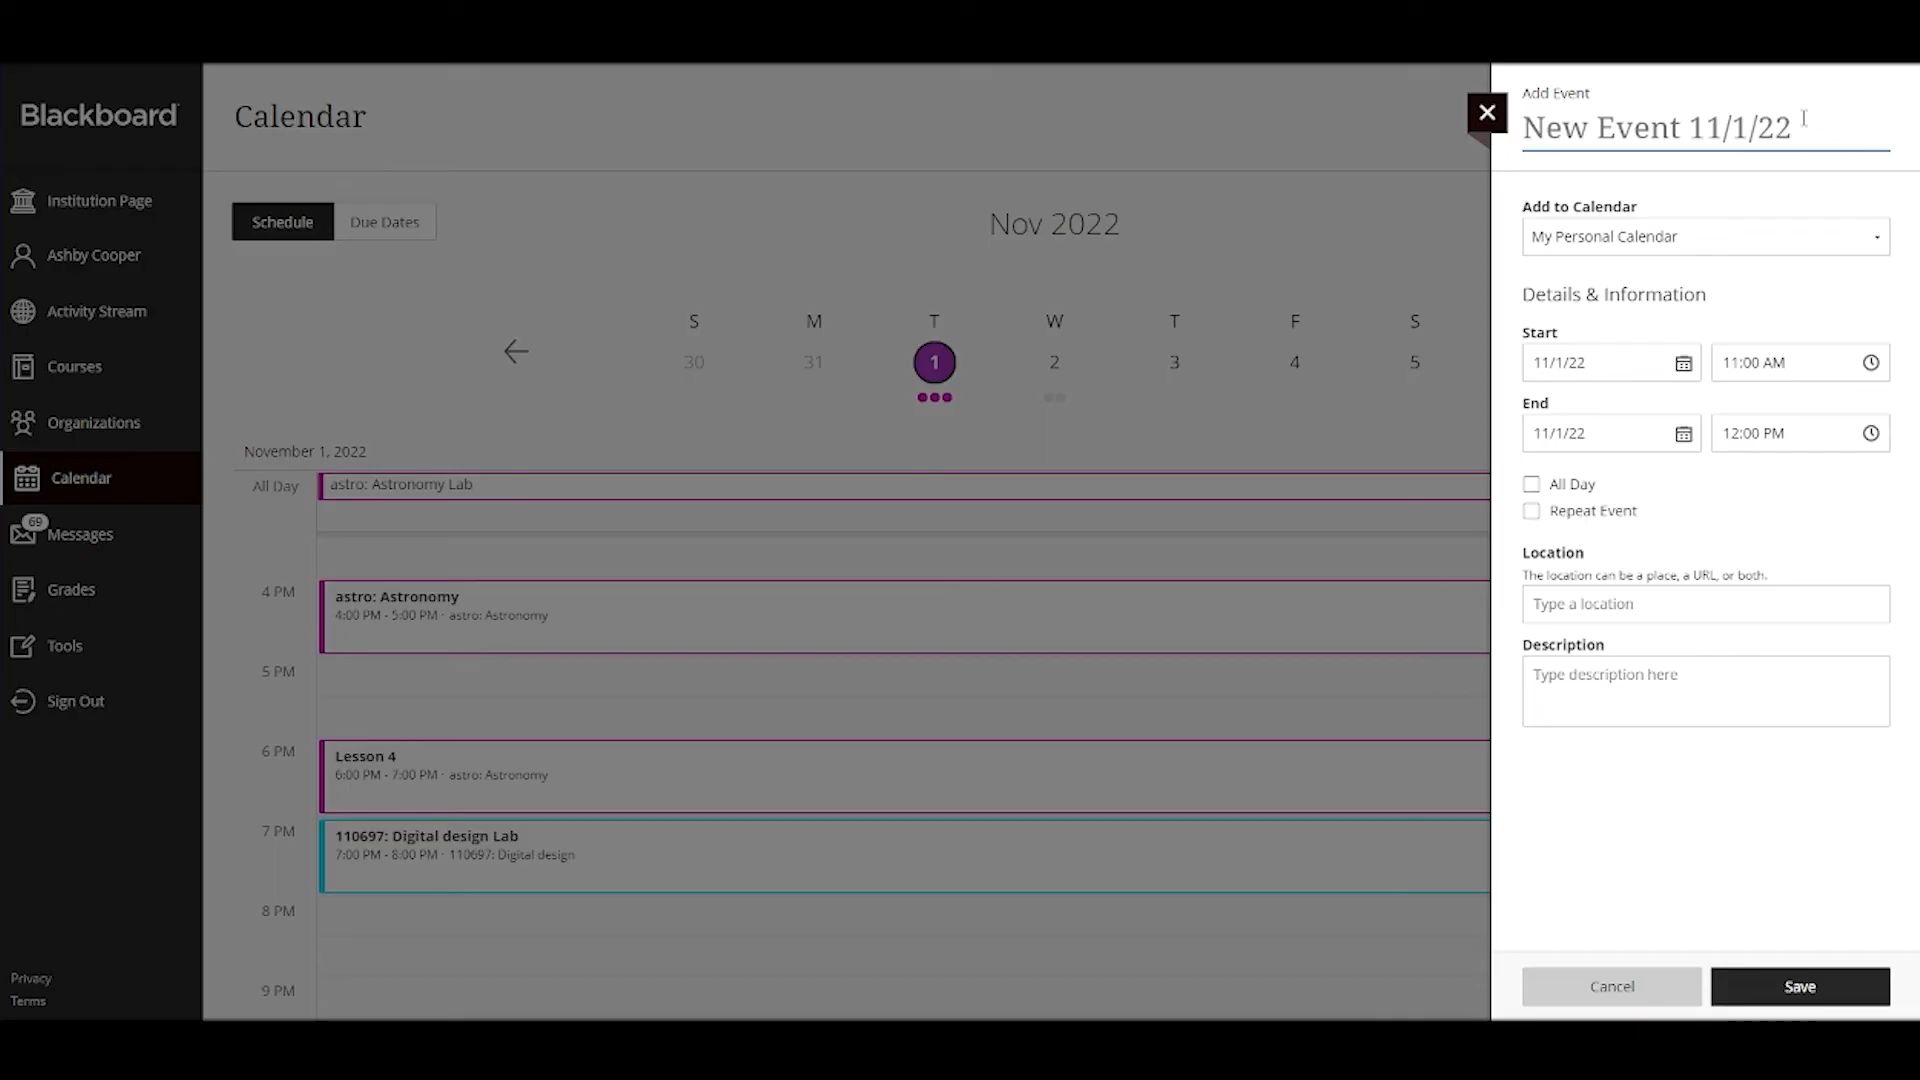 Blackboard
Institution Page
Ashby Cooper
Activity Stream
Courses
Organizations
Calendar
69
Messages
Grades
Tools
Sign Out
Privacy
Terms
Calendar
Schedule
Due Dates
Nov 2022
S M T W T F S
30 31 1 2 3 4 5
November 1, 2022
All Day
astro: Astronomy Lab
4 PM
astro: Astronomy
4:00 PM - 5:00 PM · astro: Astronomy
5 PM
6 PM
Lesson 4
6:00 PM - 7:00 PM · astro: Astronomy
7 PM
110697: Digital design Lab
7:00 PM - 8:00 PM · 110697: Digital design
8 PM
9 PM
Add Event
New Event 11/1/22
Add to Calendar
My Personal Calendar
Details & Information
Start
11/1/22 11:00 AM
End
11/1/22 12:00 PM
All Day
Repeat Event
Location
The location can be a place, a URL, or both.
Type a location
Description
Type description here
Cancel
Save